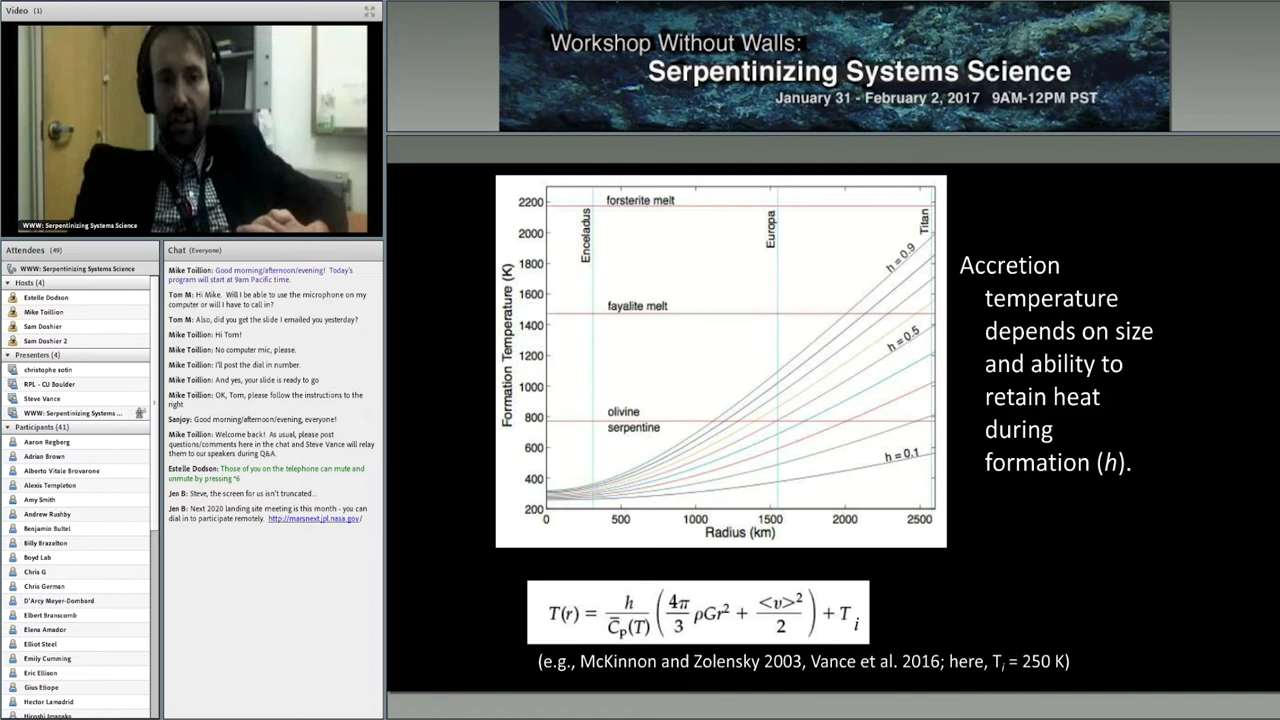 Video (1)
WWW: Serpentinizing Systems Science
Attendees (49)
WWW: Serpentinizing Systems Science
Hosts (4)
Estelle Dodson
Mike Toillion
Sam Doshier
Sam Doshier 2
Presenters (4)
christophe sotin
RPL - CU Boulder
Steve Vance
WWW: Serpentinizing Systems ...
Participants (41)
Aaron Regberg
Adrian Brown
Alberto Vitale Brovarone
Alexis Templeton
Amy Smith
Andrew Rushby
Benjamin Bultel
Billy Brazelton
Boyd Lab
Chris G
Chris German
D'Arcy Meyer-Dombard
Elbert Branscomb
Elena Amador
Elliot Steel
Emily Cumming
Eric Ellison
Gius Etiope
Hector Lamadrid
Hiroshi Imanaka
Chat (Everyone)
Mike Toillion: Good morning/afternoon/evening! Today's
program will start at 9am Pacific time.
Tom M: Hi Mike. Will I be able to use the microphone on my
computer or will I have to call in?
Tom M: Also, did you get the slide I emailed you yesterday?
Mike Toillion: Hi Tom!
Mike Toillion: No computer mic, please.
Mike Toillion: I'll post the dial in number.
Mike Toillion: And yes, your slide is ready to go
Mike Toillion: OK, Tom, please follow the instructions to the
right
Sanjoy: Good morning/afternoon/evening, everyone!
Mike Toillion: Welcome back! As usual, please post
questions/comments here in the chat and Steve Vance will relay
them to our speakers during Q&A.
Estelle Dodson: Those of you on the telephone can mute and
unmute by pressing *6
Jen B: Steve, the screen for us isn't truncated...
Jen B: Next 2020 landing site meeting is this month - you can
dial in to participate remotely. http://marsnext.jpl.nasa.gov/
Workshop Without Walls:
Serpentinizing Systems Science
January 31 - February 2, 2017 9AM-12PM PST
Formation Temperature (K)
2200
2000
1800
1600
1400
1200
1000
800
600
400
200
forsterite melt
fayalite melt
olivine
serpentine
Enceladus
Europa
Titan
h = 0.9
h = 0.5
h = 0.1
0 500 1000 1500 2000 2500
Radius (km)
Accretion
temperature
depends on size
and ability to
retain heat
during
formation (h).
T(r) = h/C̅p(T) (4π/3 ρGr² + <υ>²/2) + Ti
(e.g., McKinnon and Zolensky 2003, Vance et al. 2016; here, Ti = 250 K)